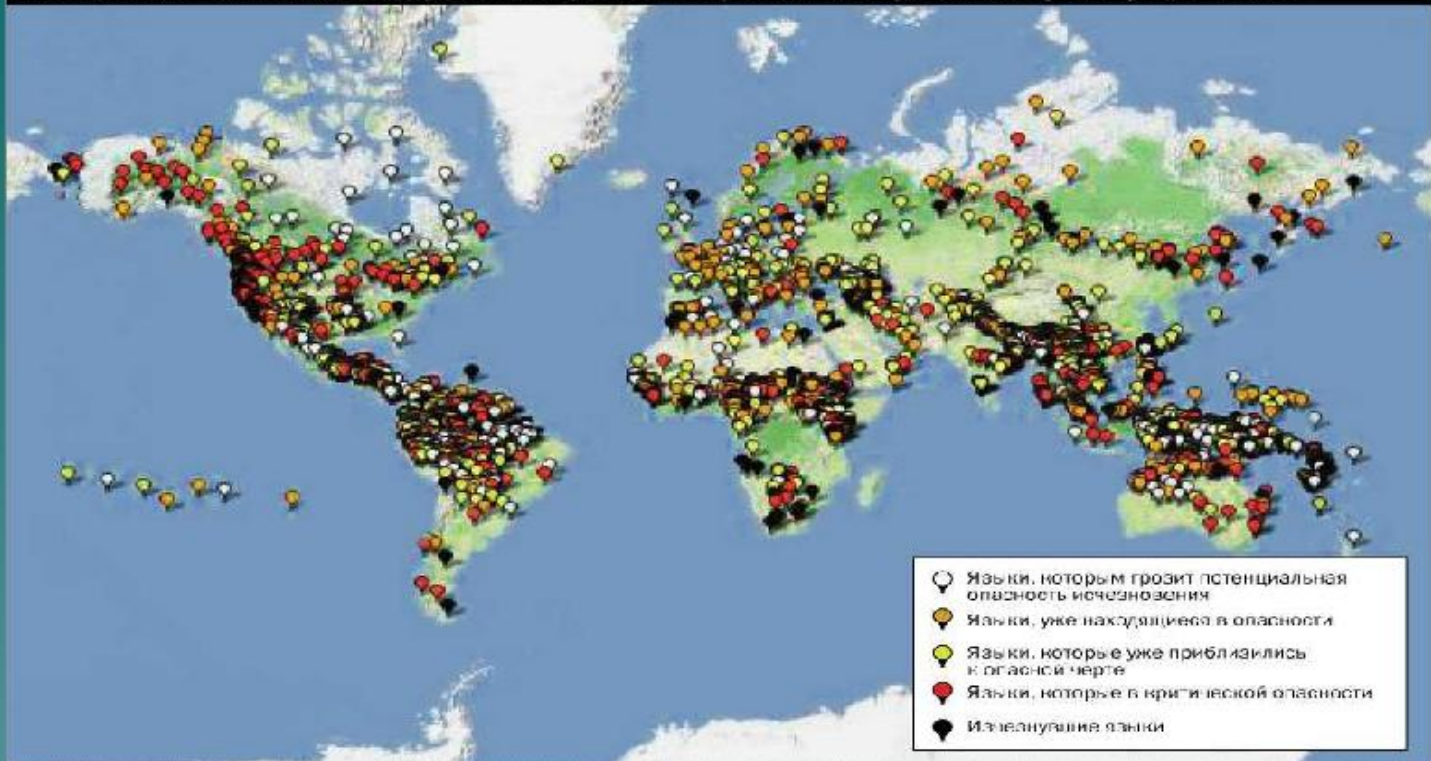 Языки, которым грозит потенциальная
опасность исчезновения
Языки, уже находящиеся в опасности
Языки, которые уже приблизились
к опасной черте
Языки, которые в критической опасности
Изчезнувшие языки